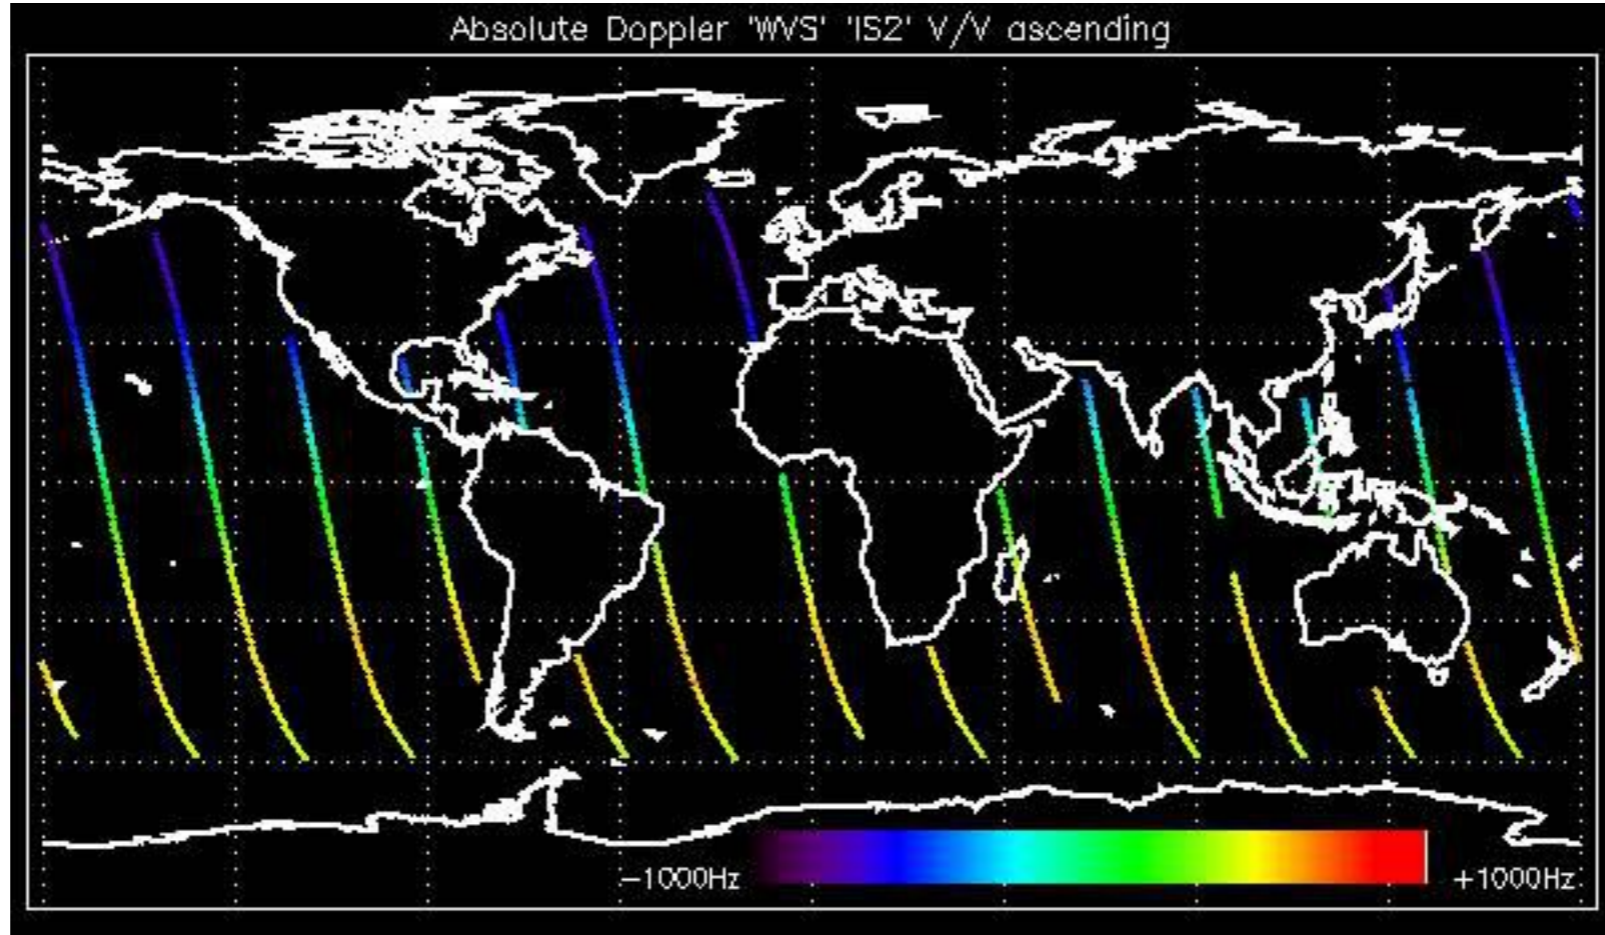 Absolute Doppler 'WVS' 'IS2' V/V ascending
-1000Hz +1000Hz